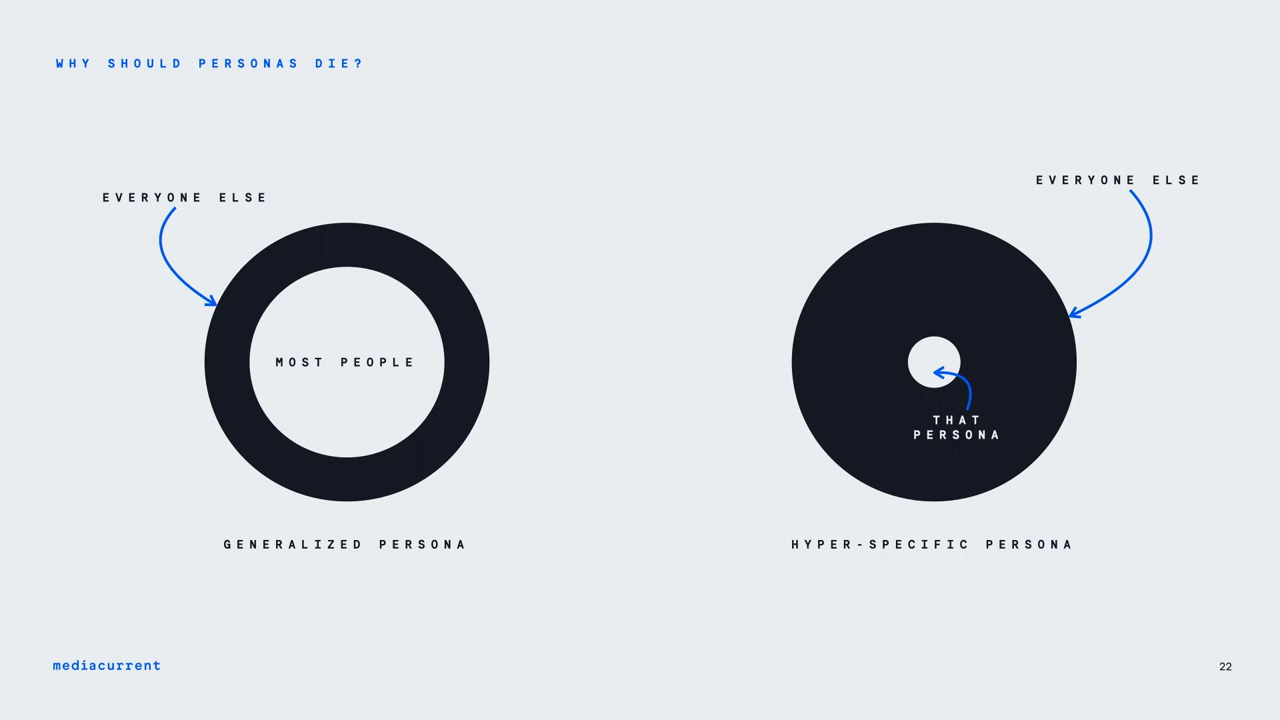 WHY SHOULD PERSONAS DIE?
EVERYONE ELSE
MOST PEOPLE
GENERALIZED PERSONA
EVERYONE ELSE
THAT
PERSONA
HYPER-SPECIFIC PERSONA
mediacurrent
22